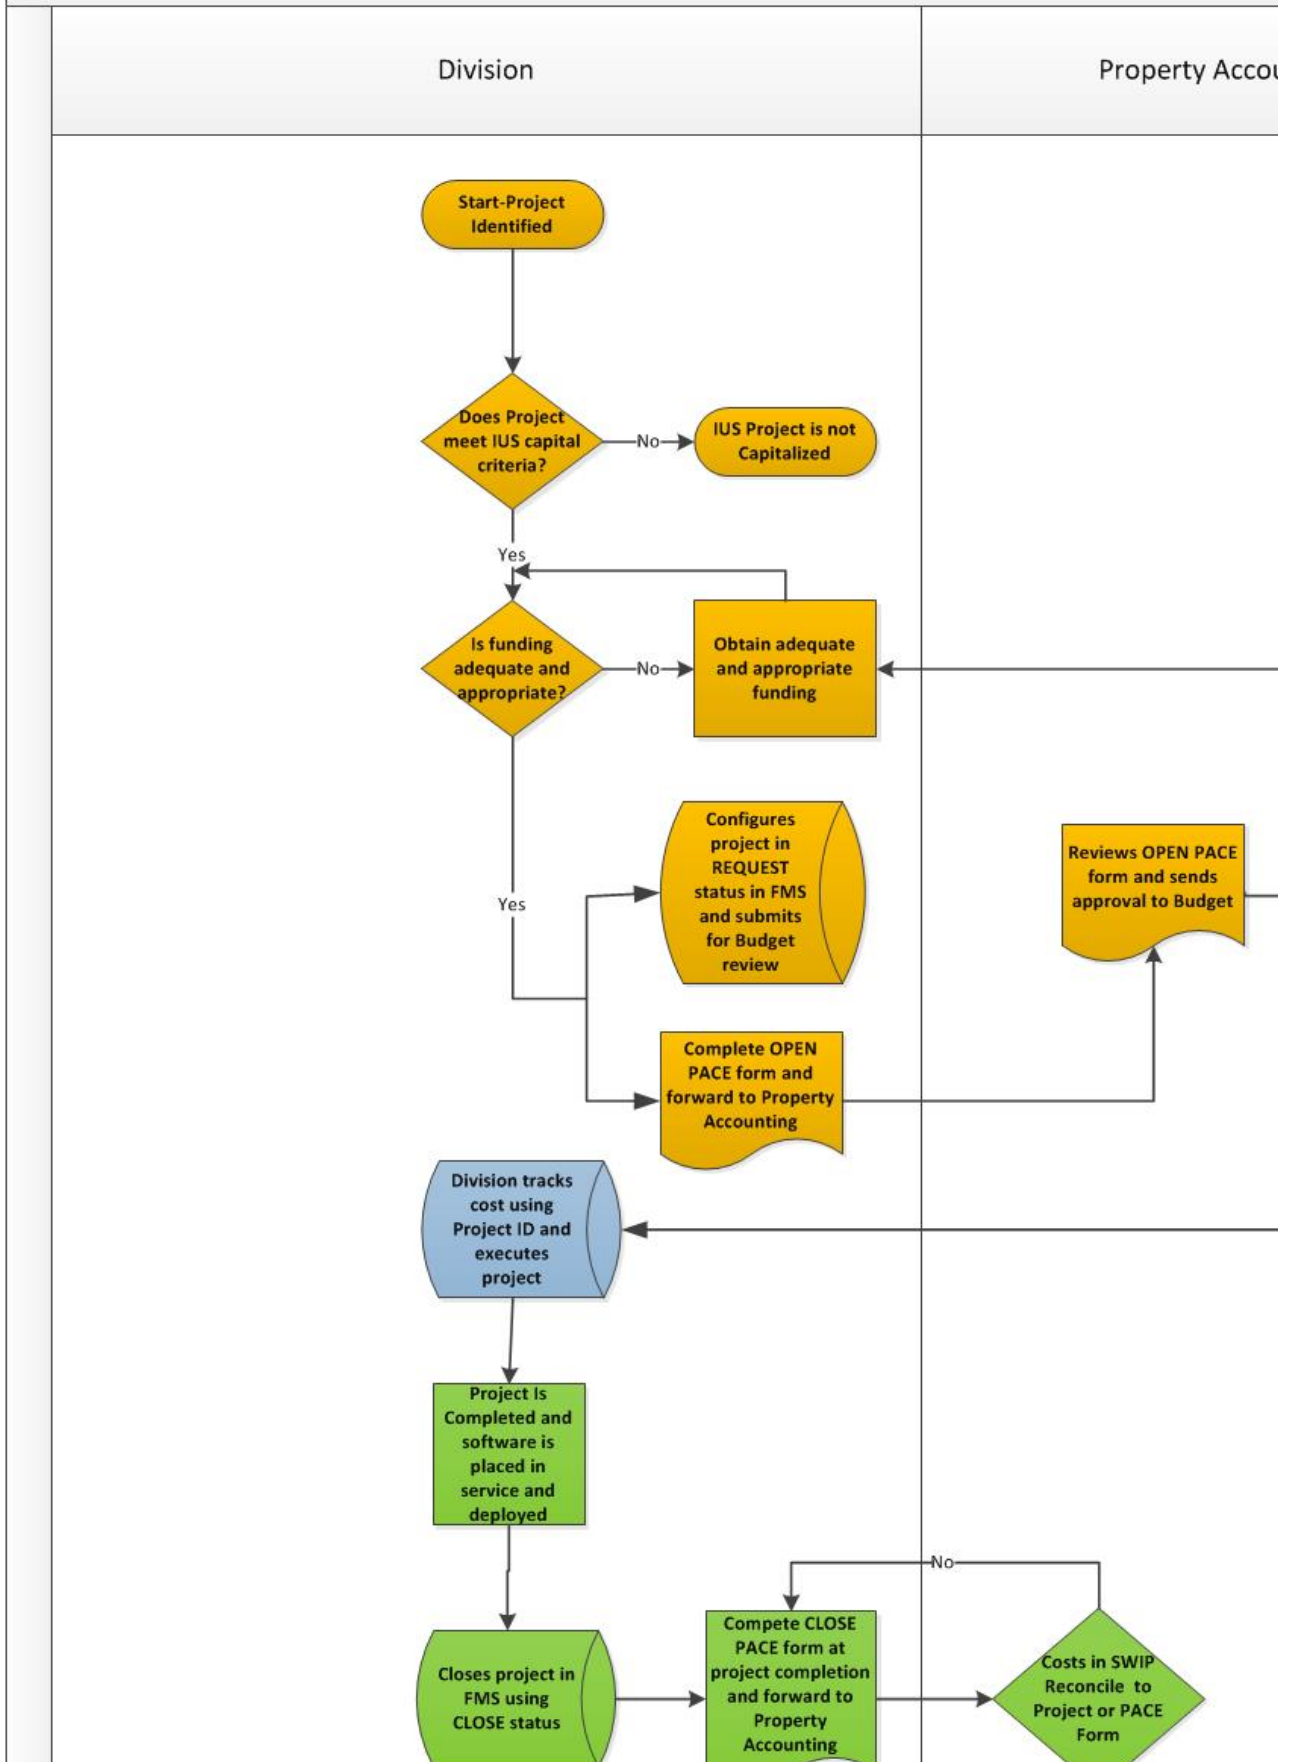 Division
Property Accou
Start-Project
Identified
Does Project
meet IUS capital
criteria?
No
IUS Project is not
Capitalized
Yes
Is funding
adequate and
appropriate?
No
Obtain adequate
and appropriate
funding
Configures
project in
REQUEST
status in FMS
and submits
for Budget
review
Reviews OPEN PACE
form and sends
approval to Budget
Yes
Complete OPEN
PACE form and
forward to Property
Accounting
Division tracks
cost using
Project ID and
executes
project
Project Is
Completed and
software is
placed in
service and
deployed
No
Closes project in
FMS using
CLOSE status
Compete CLOSE
PACE form at
project completion
and forward to
Property
Accounting
Costs in SWIP
Reconcile to
Project or PACE
Form